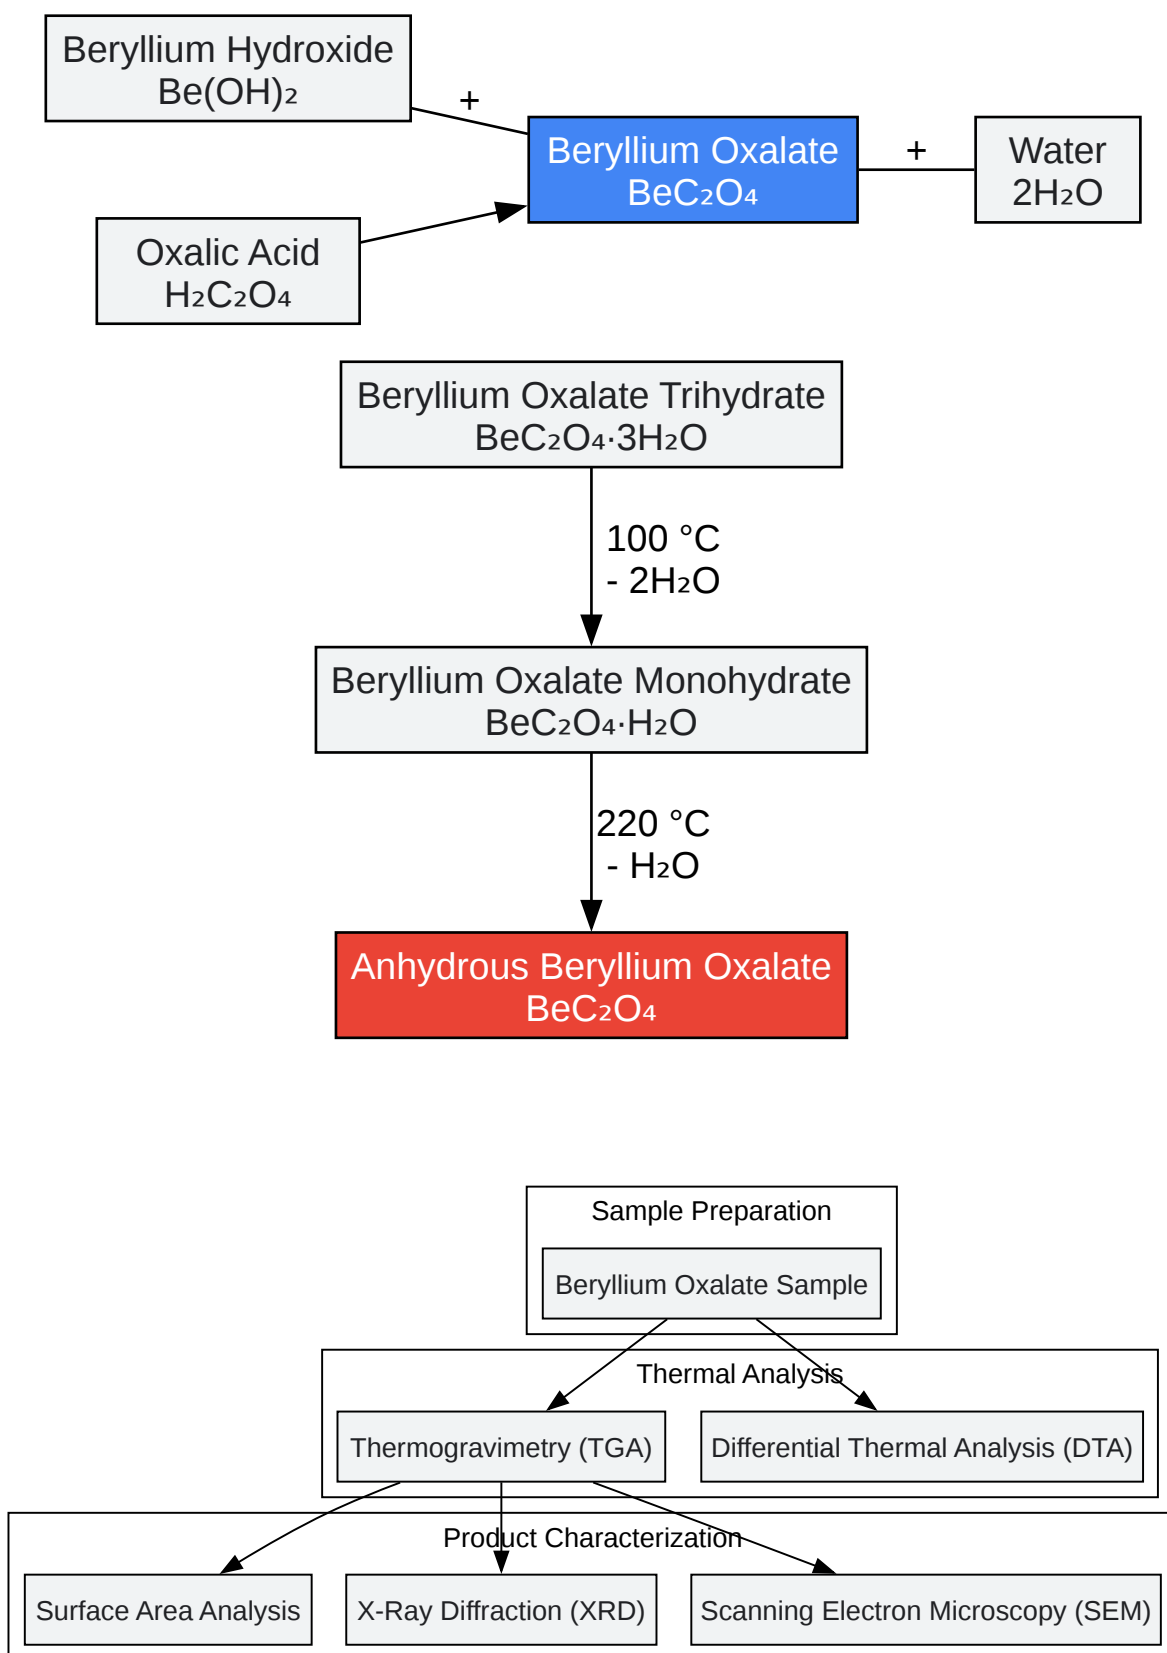 Beryllium Hydroxide
Be(OH)₂
+
Beryllium Oxalate
BeC₂O₄
+
Water
2H₂O
Oxalic Acid
H₂C₂O₄
Beryllium Oxalate Trihydrate
BeC₂O₄·3H₂O
100 °C
- 2H₂O
Beryllium Oxalate Monohydrate
BeC₂O₄·H₂O
220 °C
- H₂O
Anhydrous Beryllium Oxalate
BeC₂O₄
Sample Preparation
Beryllium Oxalate Sample
Thermal Analysis
Thermogravimetry (TGA)
Differential Thermal Analysis (DTA)
Product Characterization
Surface Area Analysis
X-Ray Diffraction (XRD)
Scanning Electron Microscopy (SEM)